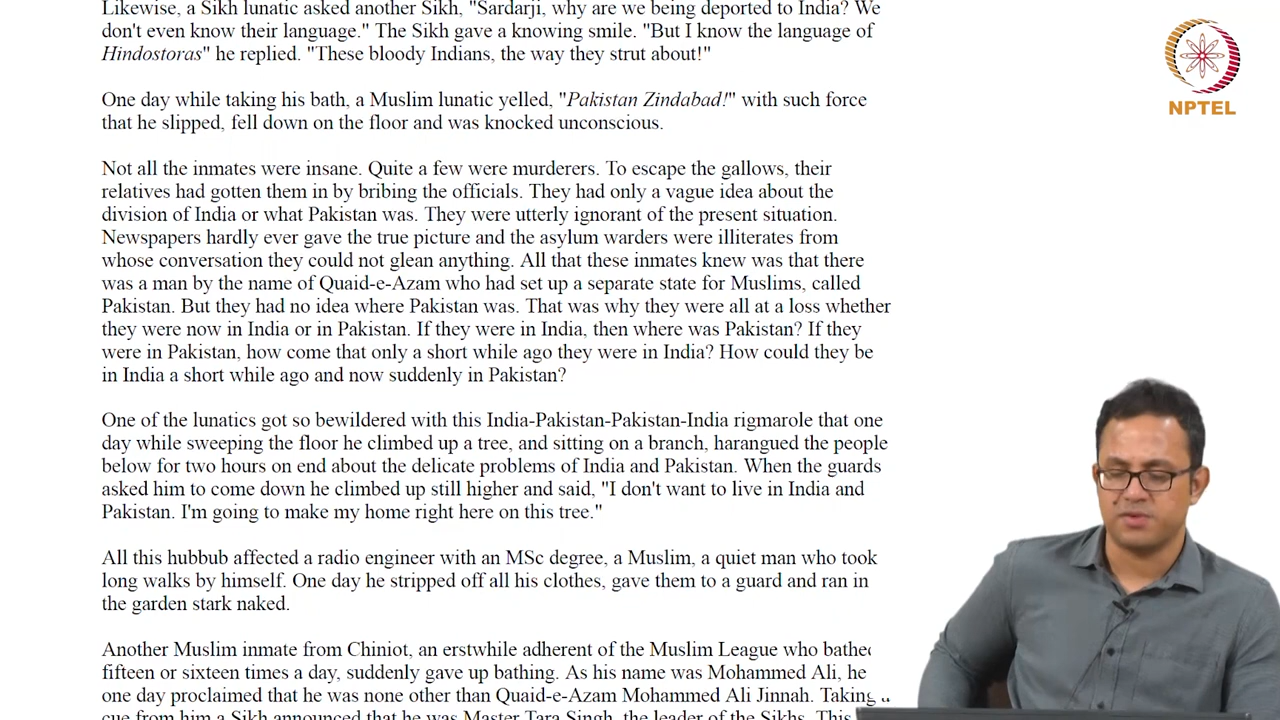 Likewise, a Sikh lunatic asked another Sikh, "Sardarji, why are we being deported to India? We
don't even know their language." The Sikh gave a knowing smile. "But I know the language of
Hindostoras" he replied. "These bloody Indians, the way they strut about!"
One day while taking his bath, a Muslim lunatic yelled, "Pakistan Zindabad!" with such force
that he slipped, fell down on the floor and was knocked unconscious.
Not all the inmates were insane. Quite a few were murderers. To escape the gallows, their
relatives had gotten them in by bribing the officials. They had only a vague idea about the
division of India or what Pakistan was. They were utterly ignorant of the present situation.
Newspapers hardly ever gave the true picture and the asylum warders were illiterates from
whose conversation they could not glean anything. All that these inmates knew was that there
was a man by the name of Quaid-e-Azam who had set up a separate state for Muslims, called
Pakistan. But they had no idea where Pakistan was. That was why they were all at a loss whether
they were now in India or in Pakistan. If they were in India, then where was Pakistan? If they
were in Pakistan, how come that only a short while ago they were in India? How could they be
in India a short while ago and now suddenly in Pakistan?
One of the lunatics got so bewildered with this India-Pakistan-Pakistan-India rigmarole that one
day while sweeping the floor he climbed up a tree, and sitting on a branch, harangued the people
below for two hours on end about the delicate problems of India and Pakistan. When the guards
asked him to come down he climbed up still higher and said, "I don't want to live in India and
Pakistan. I'm going to make my home right here on this tree."
All this hubbub affected a radio engineer with an MSc degree, a Muslim, a quiet man who took
long walks by himself. One day he stripped off all his clothes, gave them to a guard and ran in
the garden stark naked.
Another Muslim inmate from Chiniot, an erstwhile adherent of the Muslim League who bathed
fifteen or sixteen times a day, suddenly gave up bathing. As his name was Mohammed Ali, he
one day proclaimed that he was none other than Quaid-e-Azam Mohammed Ali Jinnah. Taking a
cue from him a Sikh announced that he was Master Tara Singh, the leader of the Sikhs. This
NPTEL